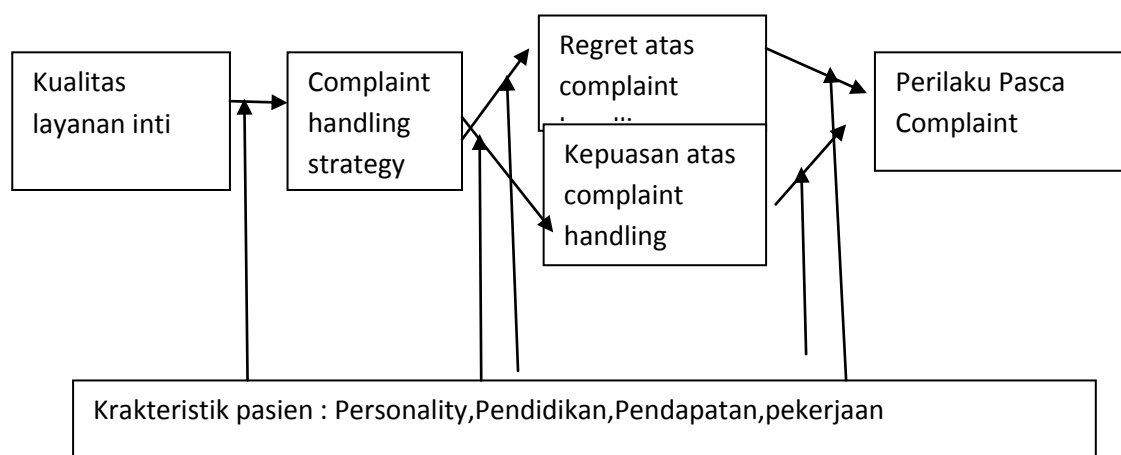 Kualitas
layanan inti
Complaint
handling
strategy
Regret atas
complaint
Kepuasan atas
complaint
handling
Perilaku Pasca
Complaint
Krakteristik pasien : Personality,Pendidikan,Pendapatan,pekerjaan